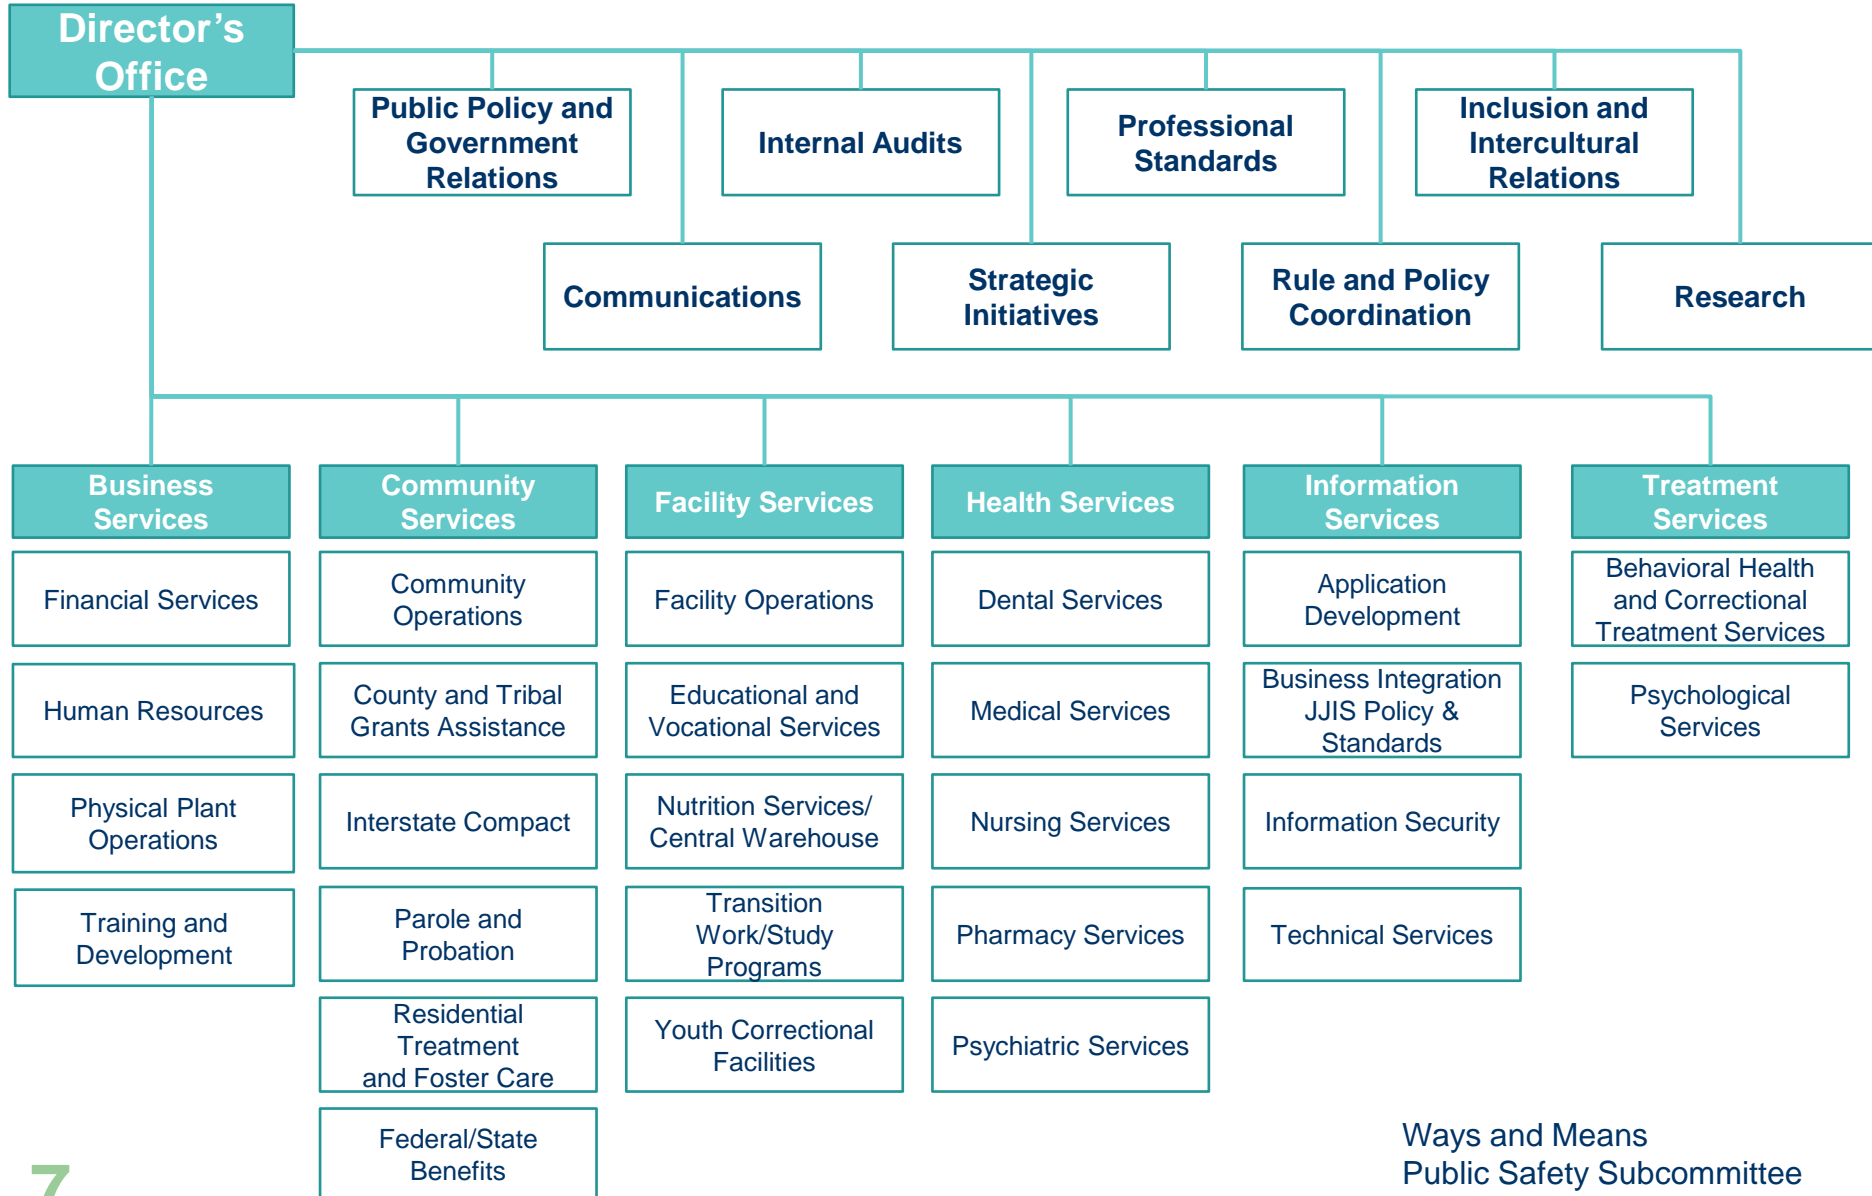 Director’s
Office
Public Policy and
Government
Relations
Internal Audits
Professional
Standards
Inclusion and
Intercultural
Relations
Communications
Strategic
Initiatives
Rule and Policy
Coordination
Research
Business
Services
Financial Services
Human Resources
Physical Plant
Operations
Training and
Development
Community
Services
Community
Operations
County and Tribal
Grants Assistance
Interstate Compact
Parole and
Probation
Residential
Treatment
and Foster Care
Federal/State
Benefits
Facility Services
Facility Operations
Educational and
Vocational Services
Nutrition Services/
Central Warehouse
Transition
Work/Study
Programs
Youth Correctional
Facilities
Health Services
Dental Services
Medical Services
Nursing Services
Pharmacy Services
Psychiatric Services
Information
Services
Application
Development
Business Integration
JJIS Policy &
Standards
Information Security
Technical Services
Treatment
Services
Behavioral Health
and Correctional
Treatment Services
Psychological
Services
7
Ways and Means
Public Safety Subcommittee